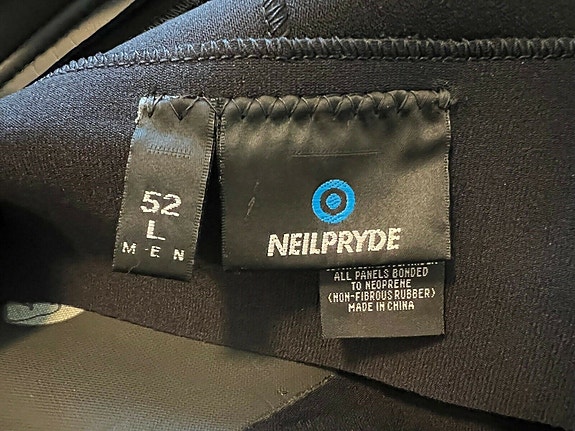 52
L
MEN
NEILPRYDE
ALL PANELS BONDED
TO NEOPRENE
(NON-FIBROUS RUBBER)
MADE IN CHINA